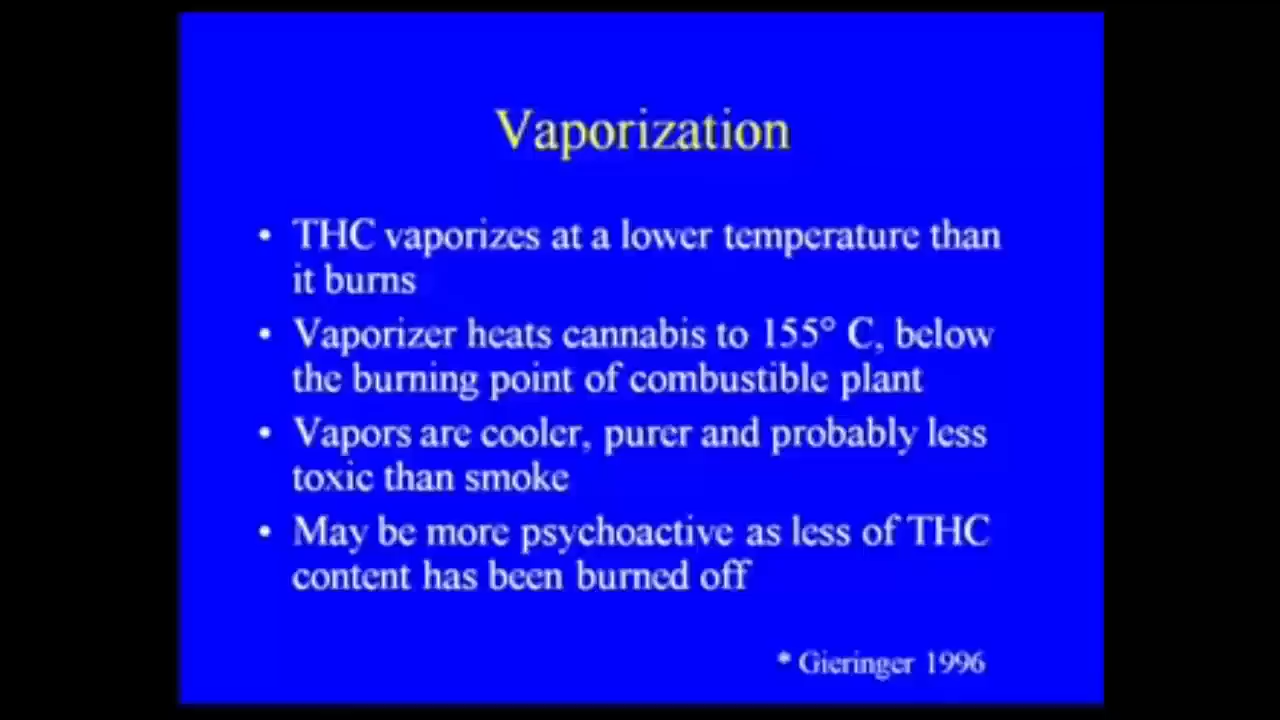 Vaporization
• THC vaporizes at a lower temperature than
it burns
• Vaporizer heats cannabis to 155° C, below
the burning point of combustible plant
• Vapors are cooler, purer and probably less
toxic than smoke
• May be more psychoactive as less of THC
content has been burned off
* Gieringer 1996